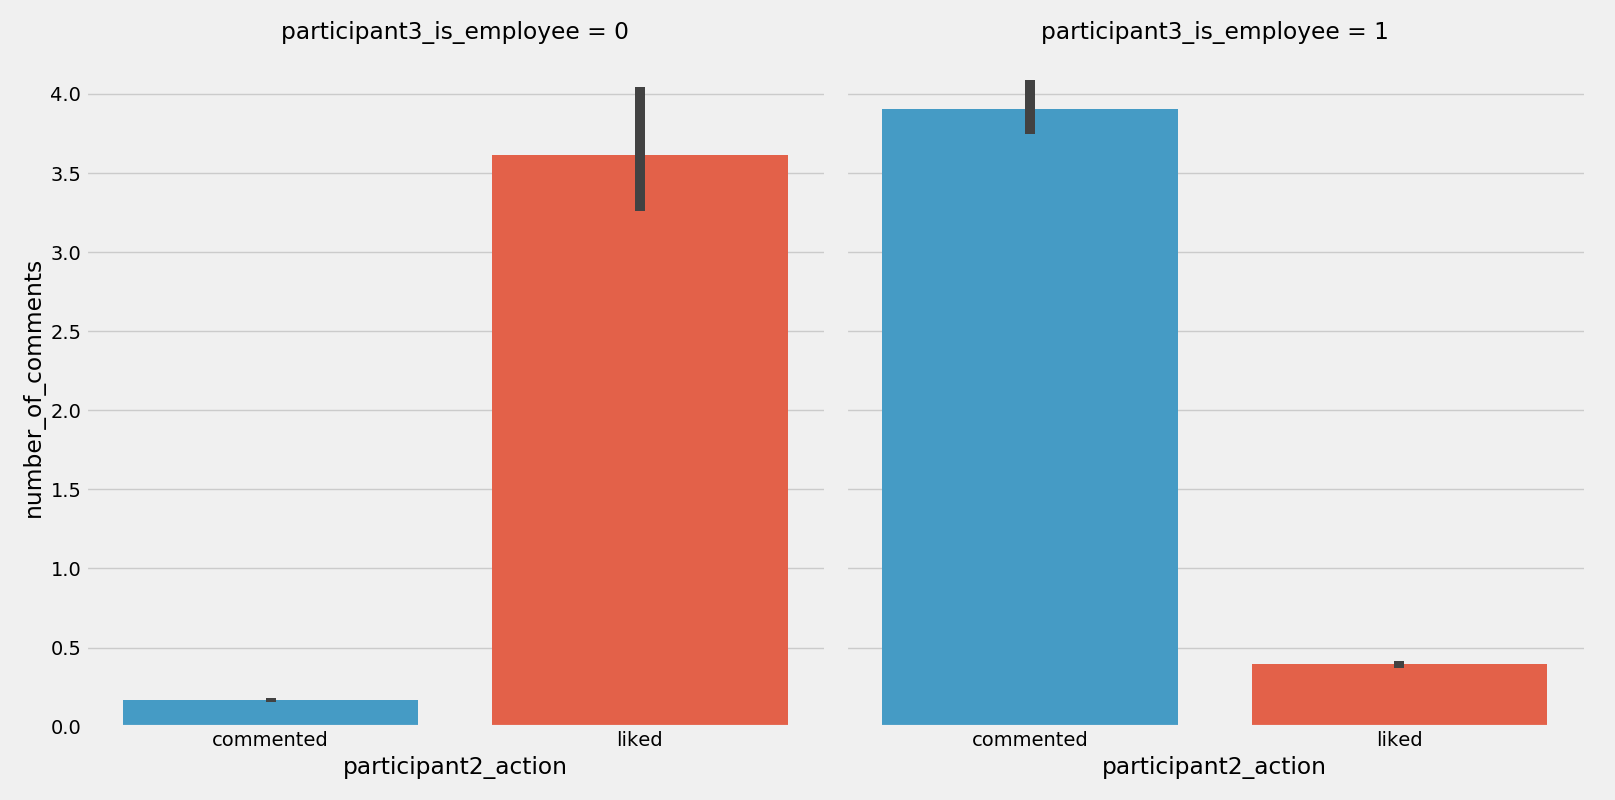 participant3_is_employee = 0
participant3_is_employee = 1
number_of_comments
4.0
3.5
3.0
2.5
2.0
1.5
1.0
0.5
0.0
commented
liked
commented
liked
participant2_action
participant2_action